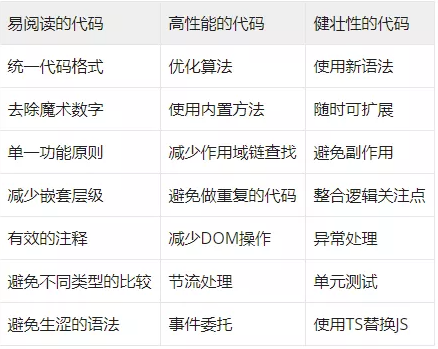 易阅读的代码 高性能的代码 健壮性的代码
统一代码格式 优化算法 使用新语法
去除魔术数字 使用内置方法 随时可扩展
单一功能原则 减少作用域链查找 避免副作用
减少嵌套层级 避免做重复的代码 整合逻辑关注点
有效的注释 减少DOM操作 异常处理
避免不同类型的比较 节流处理 单元测试
避免生涩的语法 事件委托 使用TS替换JS